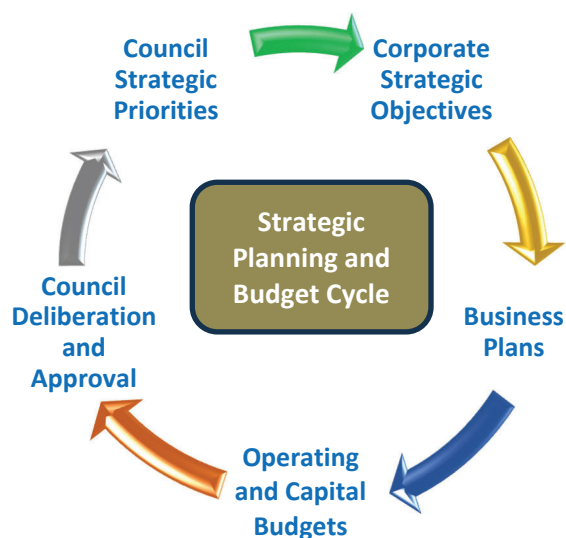 Council
Strategic
Priorities
Corporate
Strategic
Objectives
Strategic
Planning and
Budget Cycle
Business
Plans
Operating
and Capital
Budgets
Council
Deliberation
and
Approval